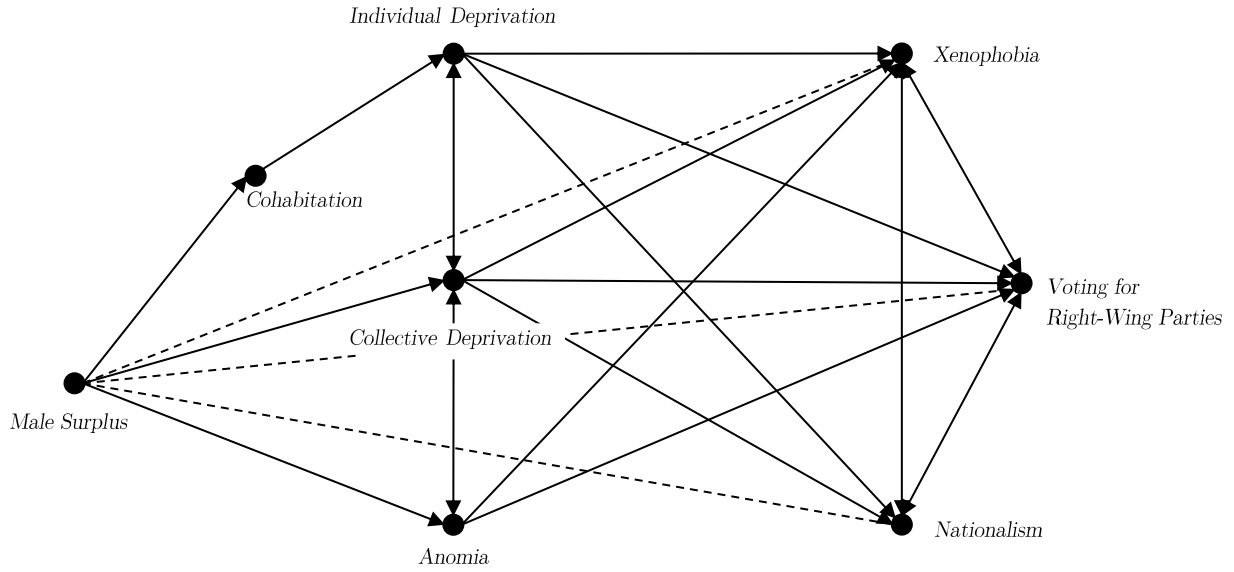 Individual Deprivation
Xenophobia
Cohabitation
Voting for
Right-Wing Parties
Collective Deprivation
Male Surplus
Nationalism
Anomia